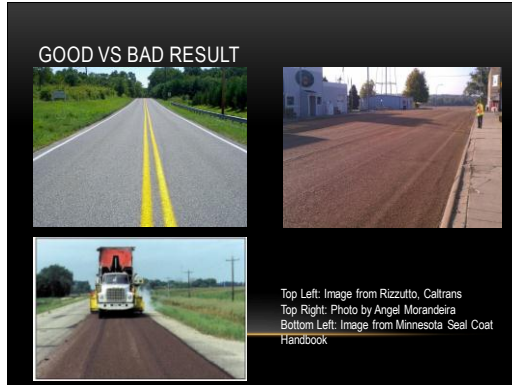 GOOD VS BAD RESULT
Top Left: Image from Rizzutto, Caltrans
Top Right: Photo by Angel Morandeira
Bottom Left: Image from Minnesota Seal Coat
Handbook